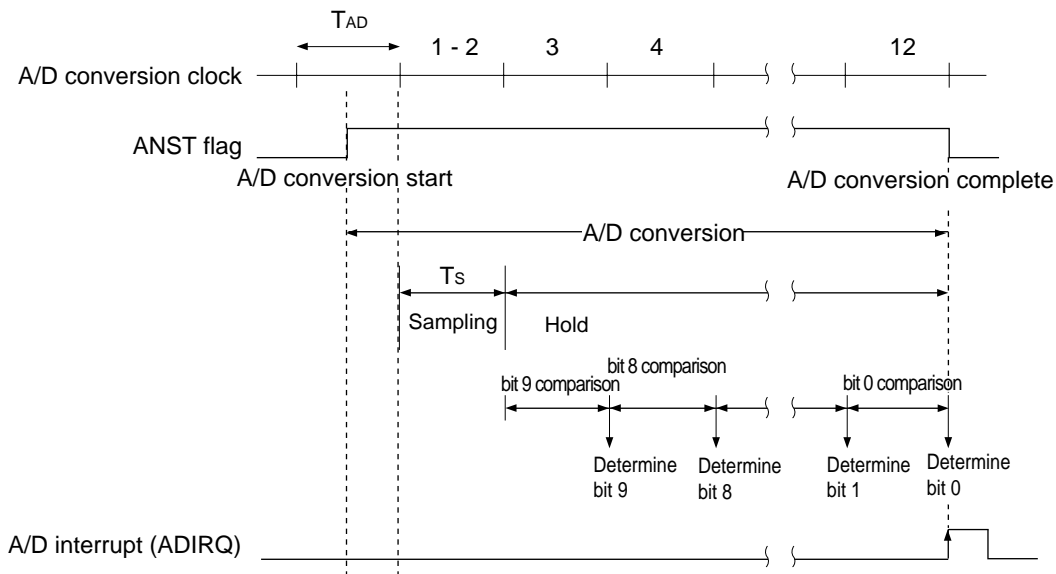 TAD
1 - 2 3 4 12
A/D conversion clock
ANST flag
A/D conversion start
A/D conversion complete
A/D conversion
Ts
Sampling
Hold
bit 9 comparison
bit 8 comparison
bit 0 comparison
Determine
bit 9
Determine
bit 8
Determine
bit 1
Determine
bit 0
A/D interrupt (ADIRQ)